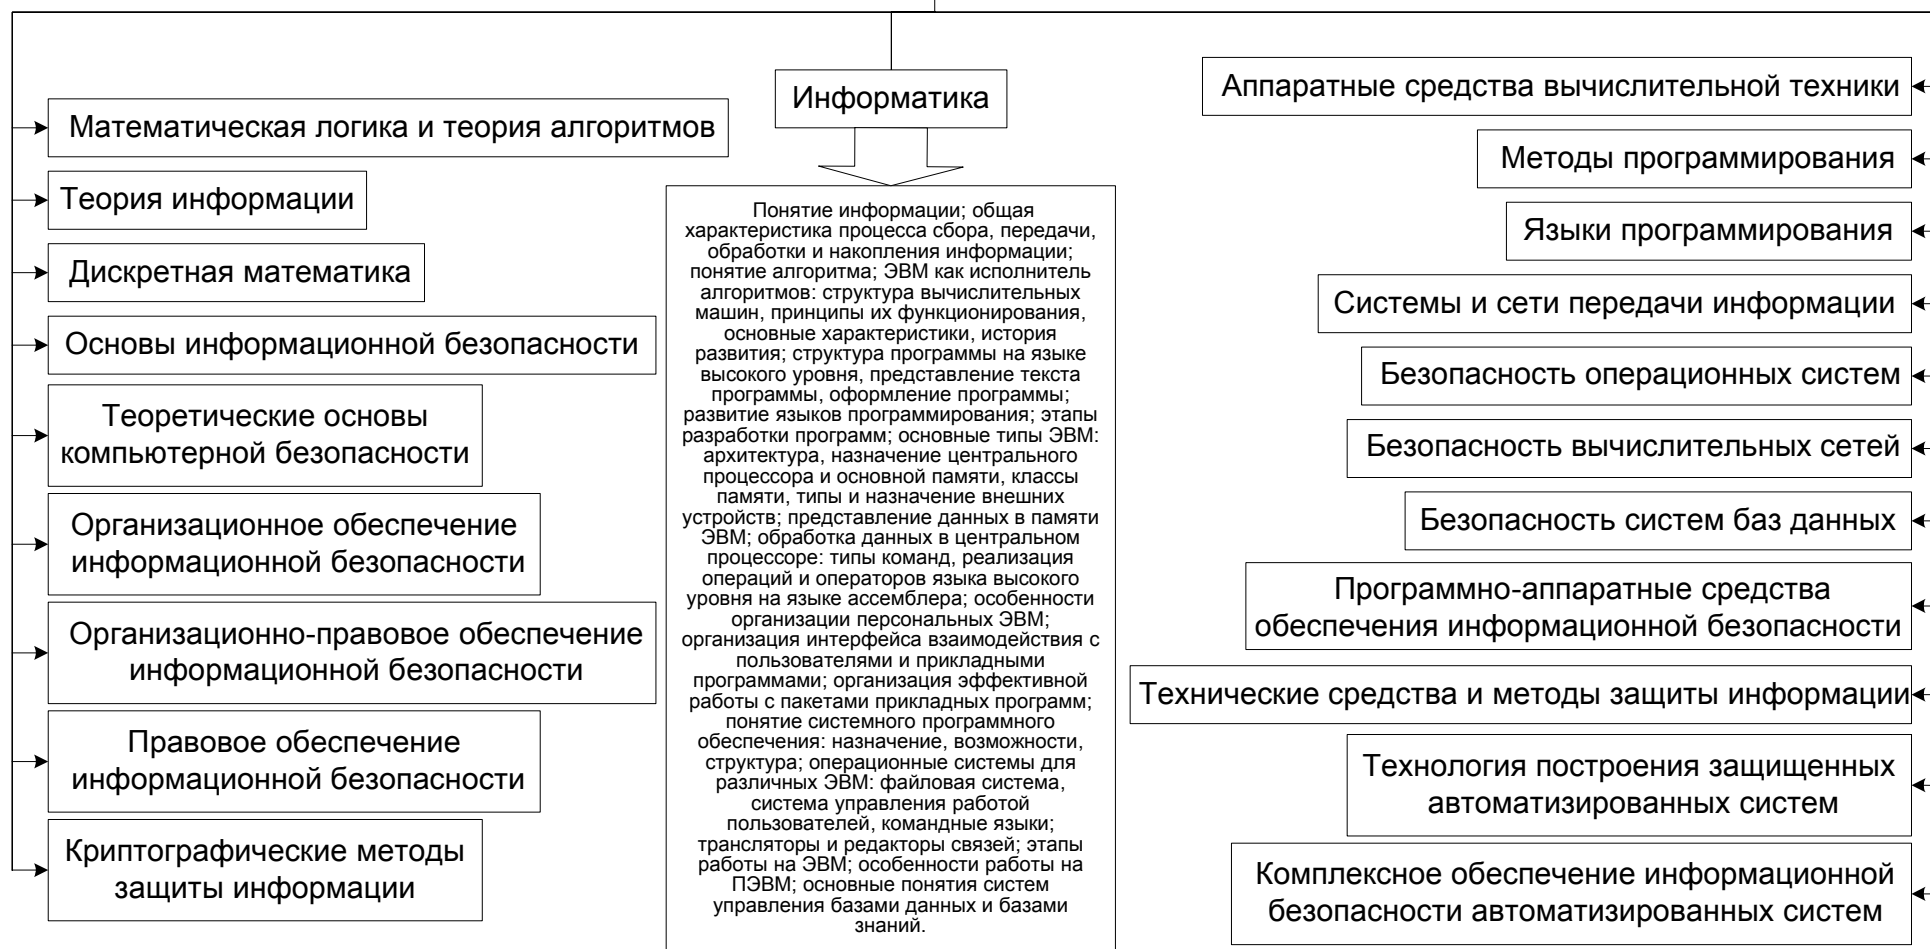 Математическая логика и теория алгоритмов
Теория информации
Дискретная математика
Основы информационной безопасности
Теоретические основы
компьютерной безопасности
Организационное обеспечение
информационной безопасности
Организационно-правовое обеспечение
информационной безопасности
Правовое обеспечение
информационной безопасности
Криптографические методы
защиты информации
Информатика
Понятие информации; общая
характеристика процесса сбора, передачи,
обработки и накопления информации;
понятие алгоритма; ЭВМ как исполнитель
алгоритмов: структура вычислительных
машин, принципы их функционирования,
основные характеристики, история
развития; структура программы на языке
высокого уровня, представление текста
программы, оформление программы;
развитие языков программирования; этапы
разработки программ; основные типы ЭВМ:
архитектура, назначение центрального
процессора и основной памяти, классы
памяти, типы и назначение внешних
устройств; представление данных в памяти
ЭВМ; обработка данных в центральном
процессоре: типы команд, реализация
операций и операторов языка высокого
уровня на языке ассемблера; особенности
организации персональных ЭВМ;
организация интерфейса взаимодействия с
пользователями и прикладными
программами; организация эффективной
работы с пакетами прикладных программ;
понятие системного программного
обеспечения: назначение, возможности,
структура; операционные системы для
различных ЭВМ: файловая система,
система управления работой
пользователей, командные языки;
трансляторы и редакторы связей; этапы
работы на ЭВМ; особенности работы на
ПЭВМ; основные понятия систем
управления базами данных и базами
знаний.
Аппаратные средства вычислительной техники
Методы программирования
Языки программирования
Системы и сети передачи информации
Безопасность операционных систем
Безопасность вычислительных сетей
Безопасность систем баз данных
Программно-аппаратные средства
обеспечения информационной безопасности
Технические средства и методы защиты информации
Технология построения защищенных
автоматизированных систем
Комплексное обеспечение информационной
безопасности автоматизированных систем